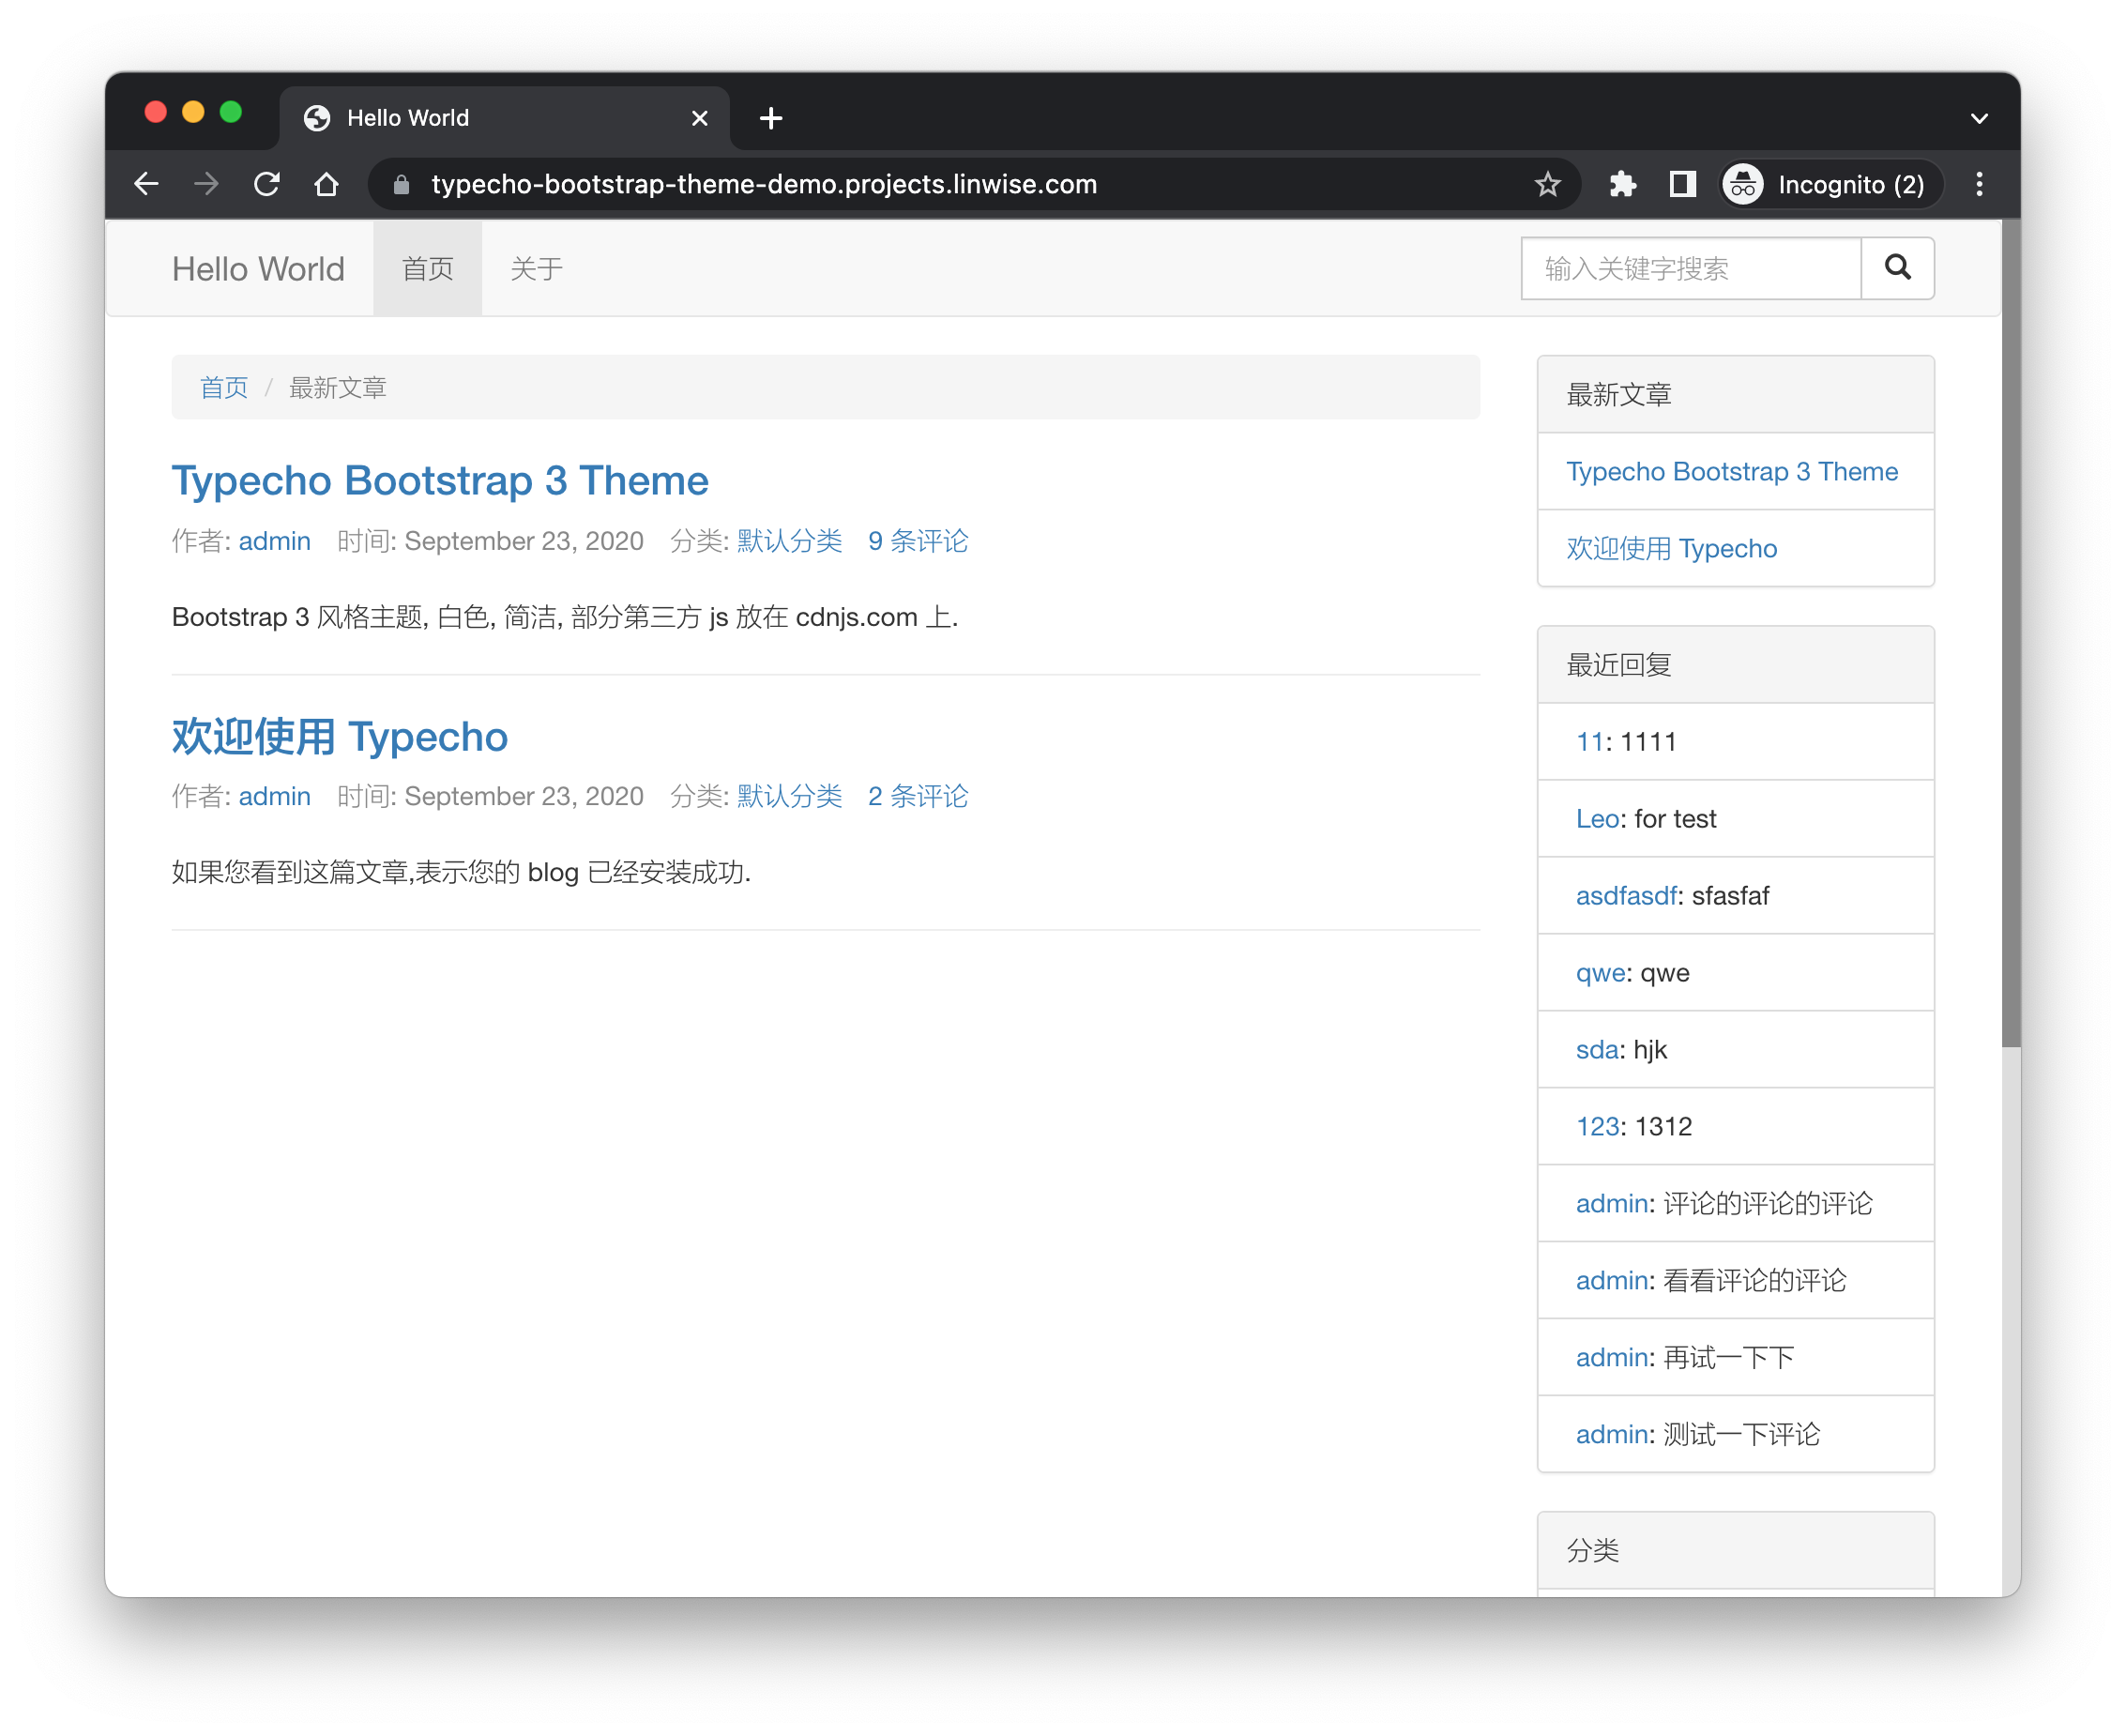 Hello World
typecho-bootstrap-theme-demo.projects.linwise.com
Incognito (2)
Hello World 首页 关于 输入关键字搜索
首页 / 最新文章
Typecho Bootstrap 3 Theme
作者: admin 时间: September 23, 2020 分类: 默认分类 9 条评论
Bootstrap 3 风格主题, 白色, 简洁, 部分第三方 js 放在 cdnjs.com 上.
欢迎使用 Typecho
作者: admin 时间: September 23, 2020 分类: 默认分类 2 条评论
如果您看到这篇文章,表示您的 blog 已经安装成功.
最新文章
Typecho Bootstrap 3 Theme
欢迎使用 Typecho
最近回复
11: 1111
Leo: for test
asdfasdf: sfasfaf
qwe: qwe
sda: hjk
123: 1312
admin: 评论的评论的评论
admin: 看看评论的评论
admin: 再试一下下
admin: 测试一下评论
分类